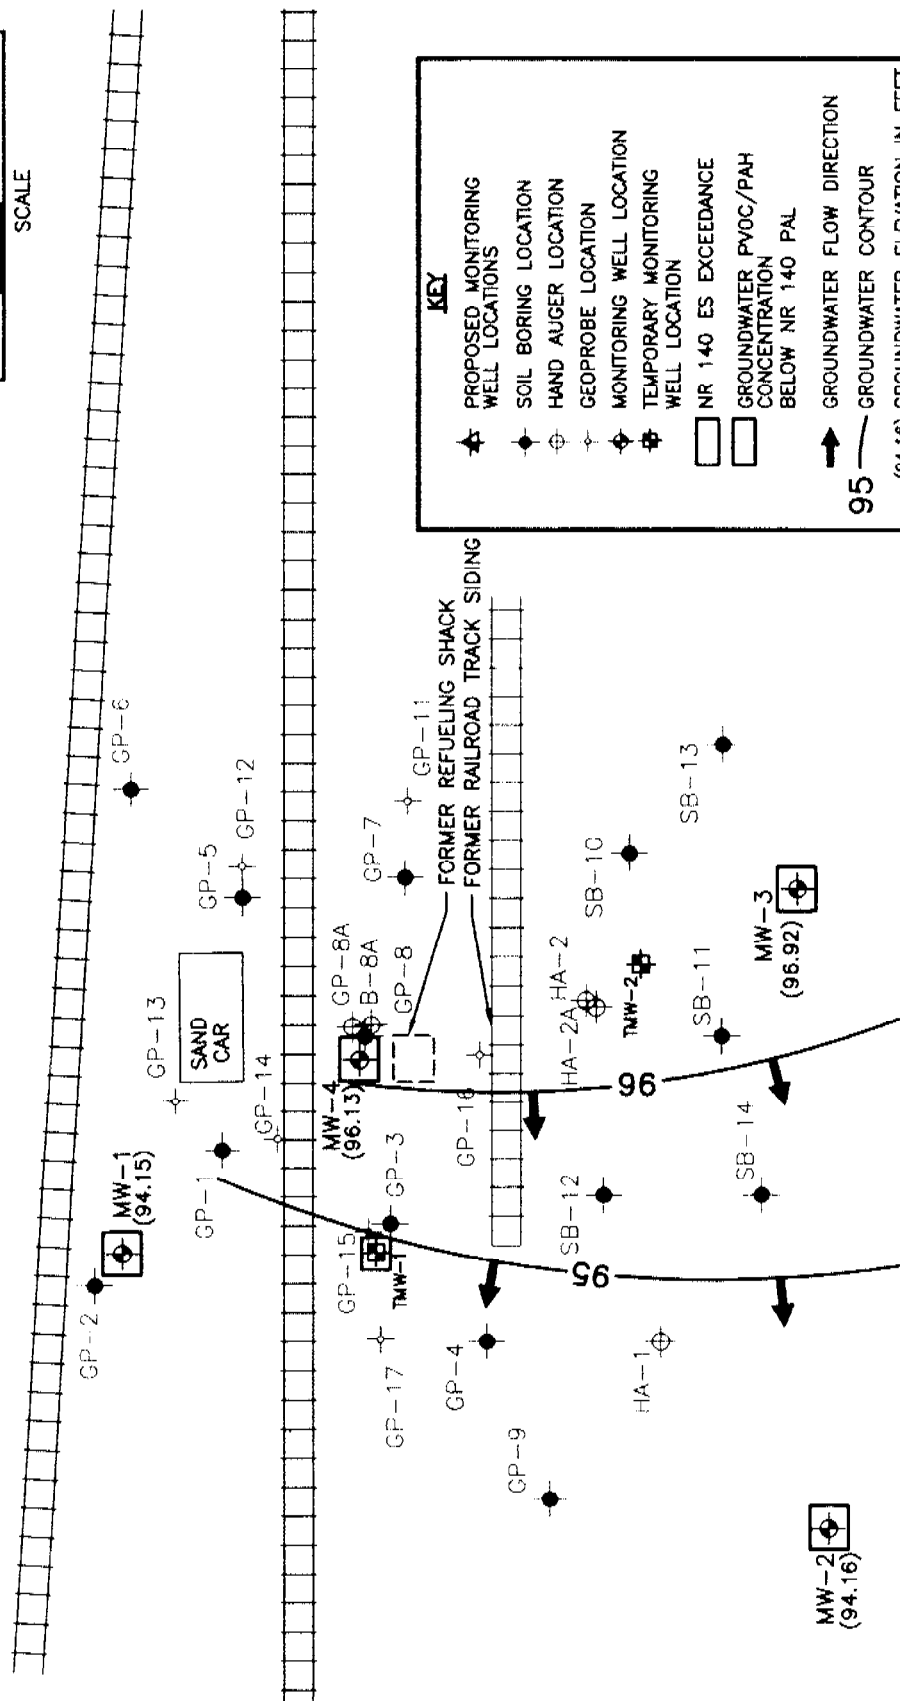 SCALE
KEY
PROPOSED MONITORING
WELL LOCATIONS
SOIL BORING LOCATION
HAND AUGER LOCATION
GEOPROBE LOCATION
MONITORING WELL LOCATION
TEMPORARY MONITORING
WELL LOCATION
NR 140 ES EXCEEDANCE
GROUNDWATER PVOC/PAH
CONCENTRATION
BELOW NR 140 PAL
GROUNDWATER FLOW DIRECTION
95
GROUNDWATER CONTOUR
GP-6
GP-5
GP-12
GP-13
SAND
CAR
GP-14
GP-1
MW-1
(94.15)
GP-2
GP-8A
B-8A
GP-8
GP-7
GP-11
FORMER REFUELING SHACK
FORMER RAILROAD TRACK SIDING
MW-4
(96.13)
GP-3
GP-15
TMW-1
GP-17
GP-4
GP-16
GP-9
HA-2
HA-2A
TMW-2
SB-10
SB-13
SB-11
MW-3
(96.92)
96
SB-12
SB-14
95
HA-1
MW-2
(94.16)